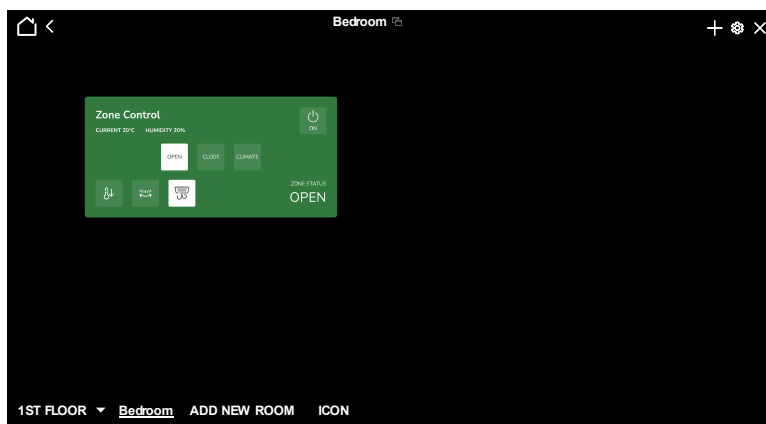 Bedroom
Zone Control
CURRENT 20°C HUMIDITY 20%
ON
OPEN CLOSE CLIMATE
ZONE STATUS
OPEN
1ST FLOOR Bedroom ADD NEW ROOM ICON